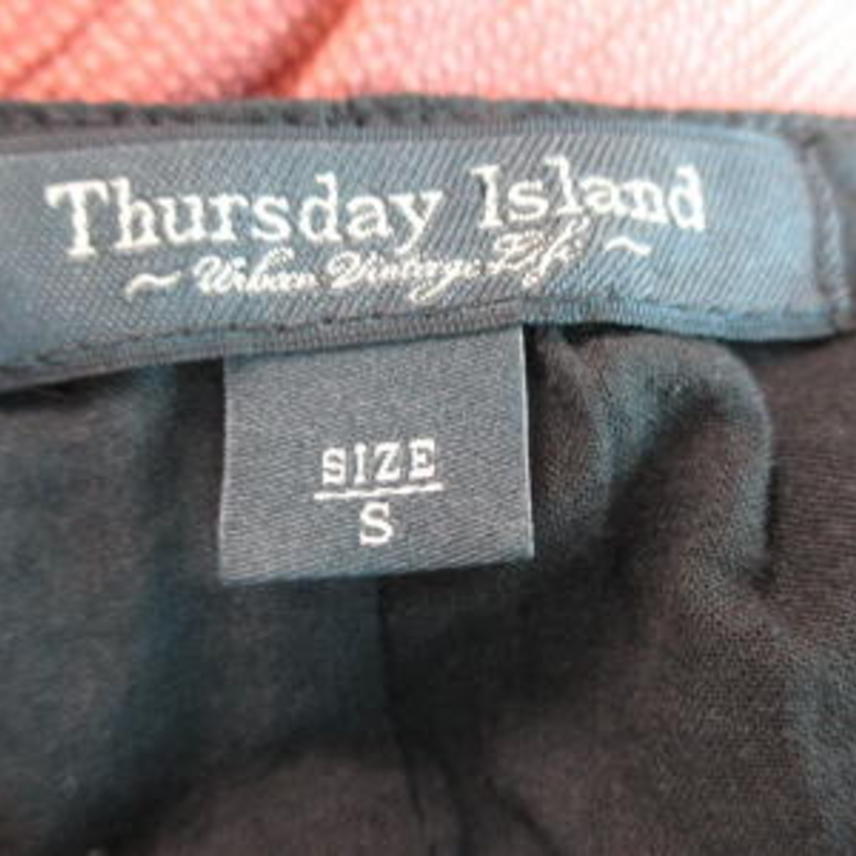 Thursday Island
~ Urban Vintage Life ~
SIZE
S